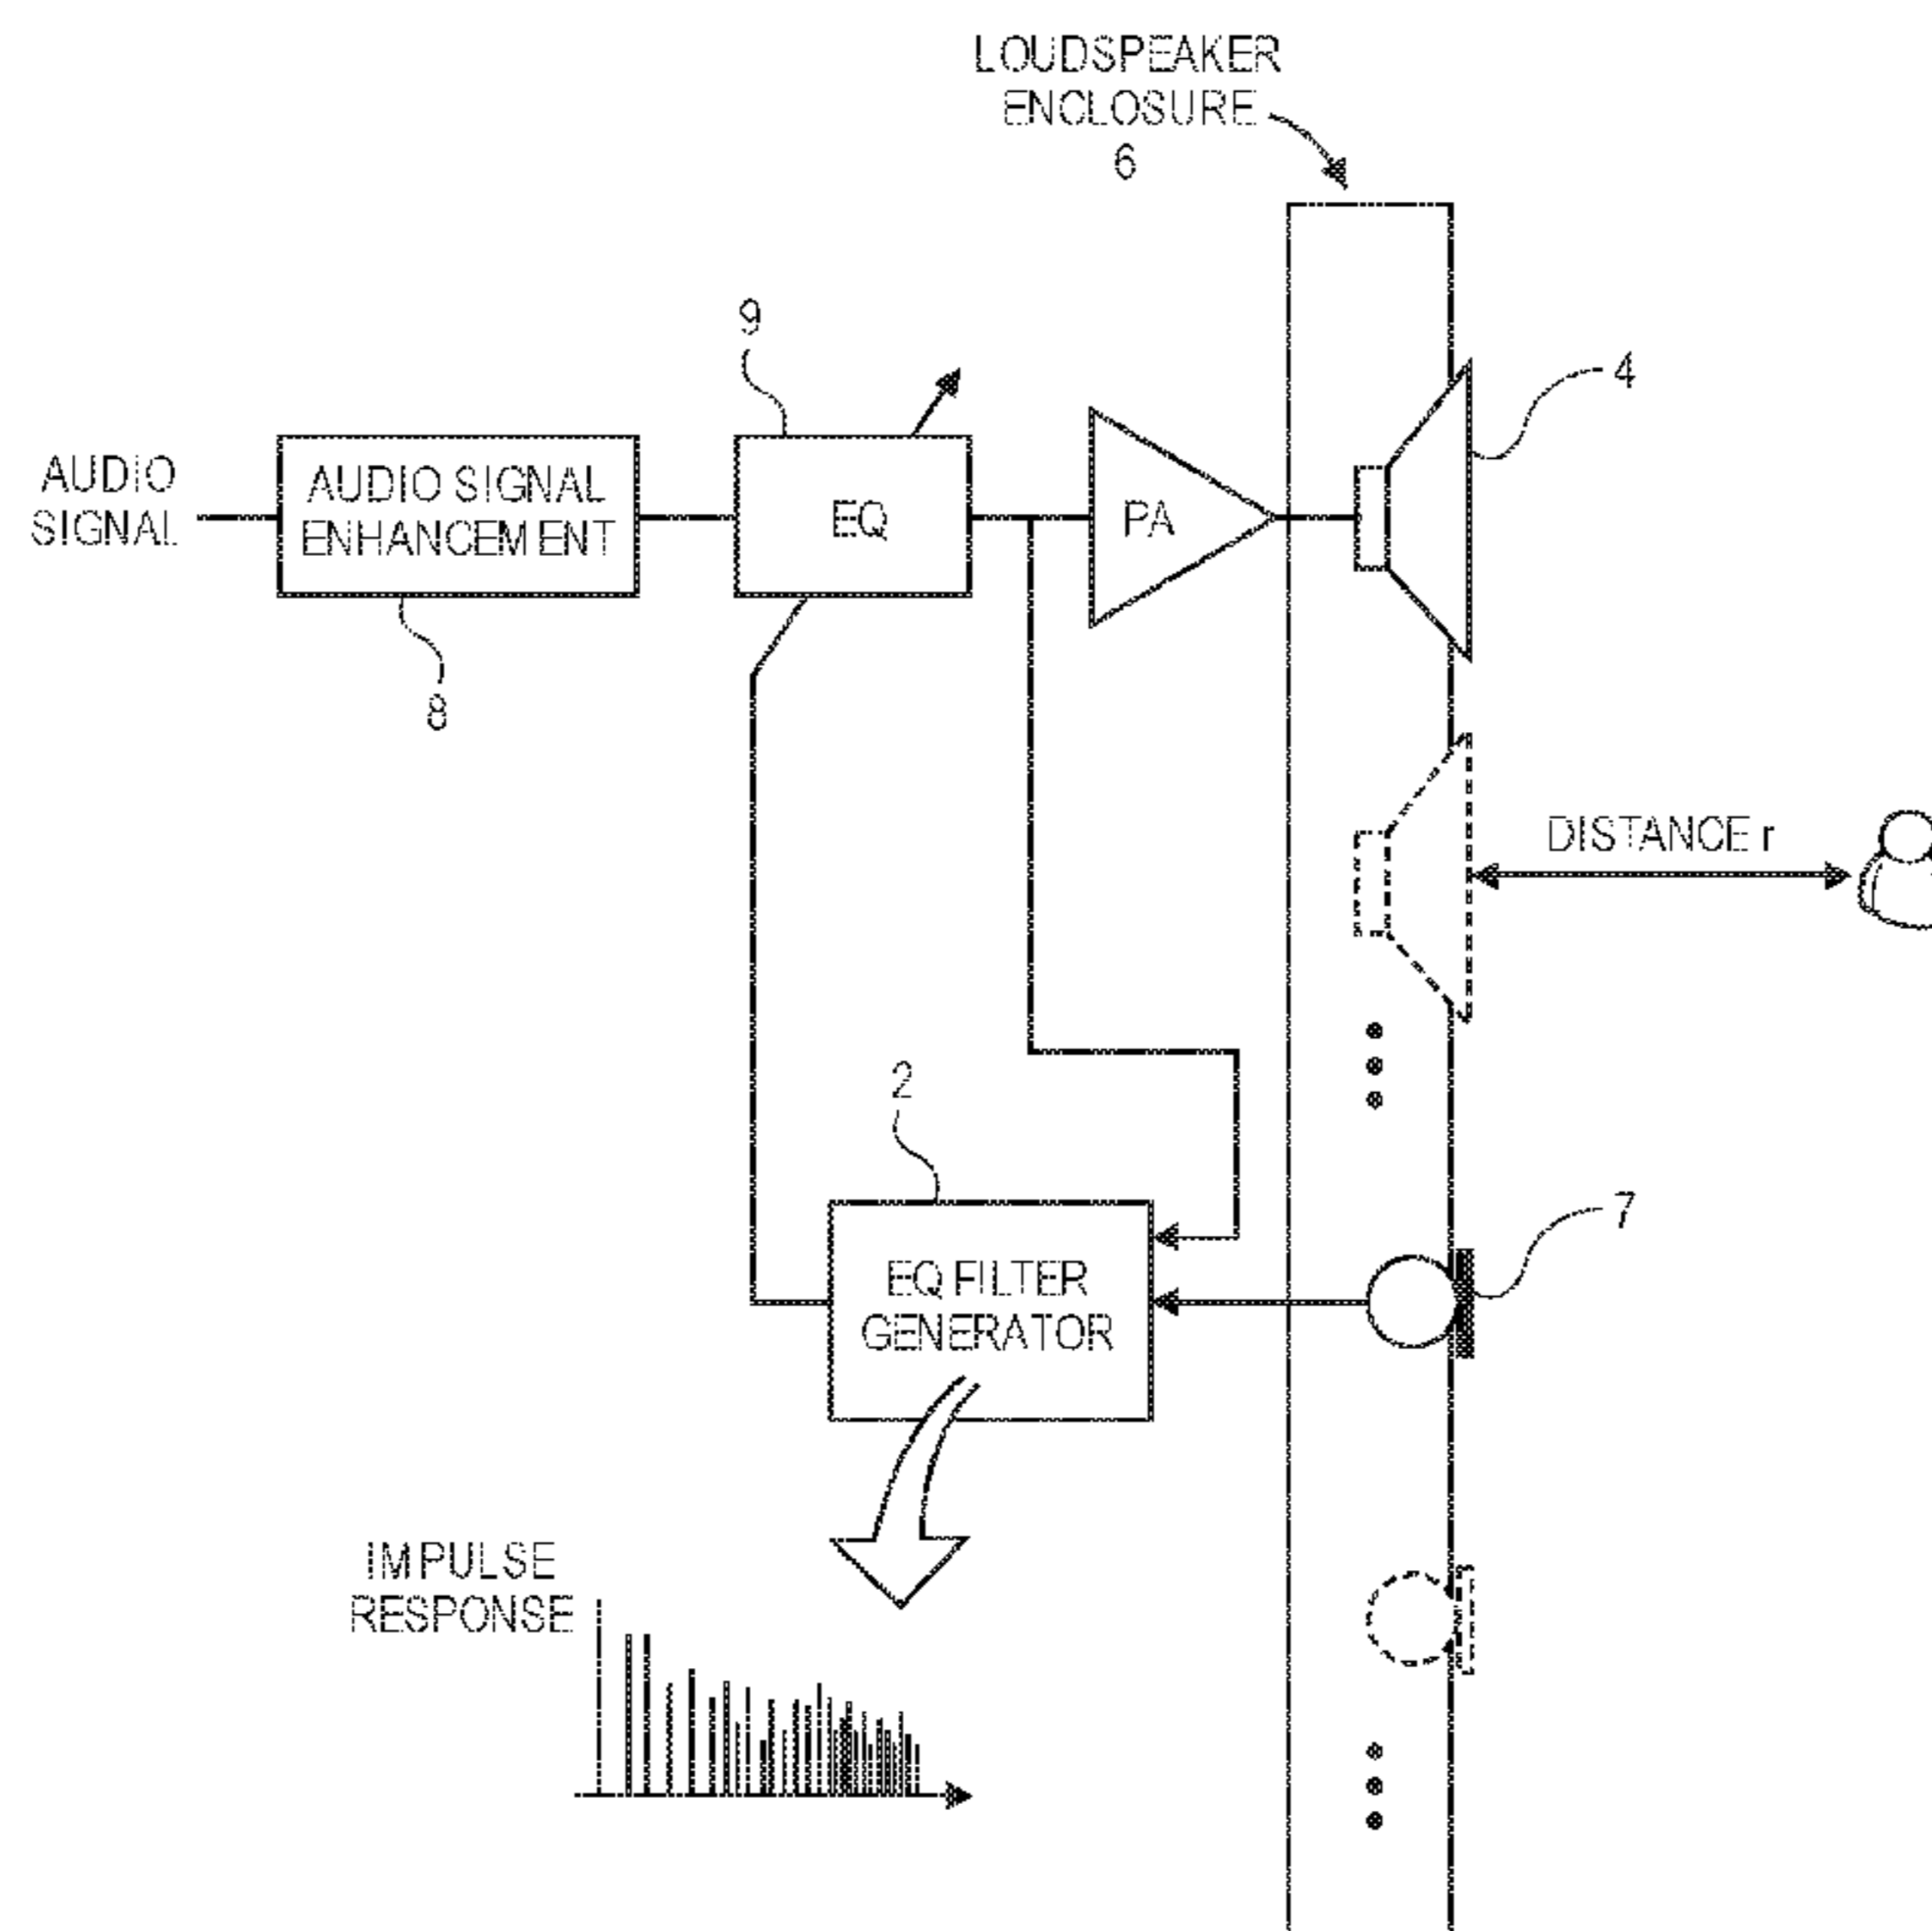 LOUDSPEAKER
ENCLOSURE
6
9
4
AUDIO
SIGNAL
AUDIO SIGNAL
ENHANCEMENT
EQ
PA
8
DISTANCE r
2
7
EQ FILTER
GENERATOR
IMPULSE
RESPONSE